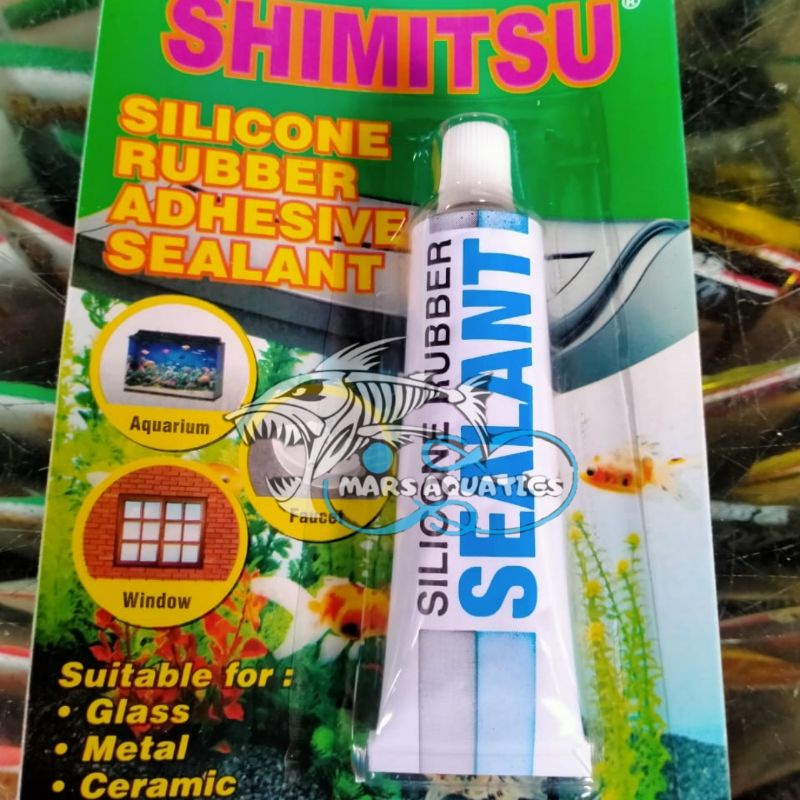 SHIMITSU®
SILICONE
RUBBER
ADHESIVE
SEALANT
Aquarium
Faucet
Window
MARS AQUATICS
SILICONE RUBBER
SEALANT
Suitable for :
• Glass
• Metal
• Ceramic